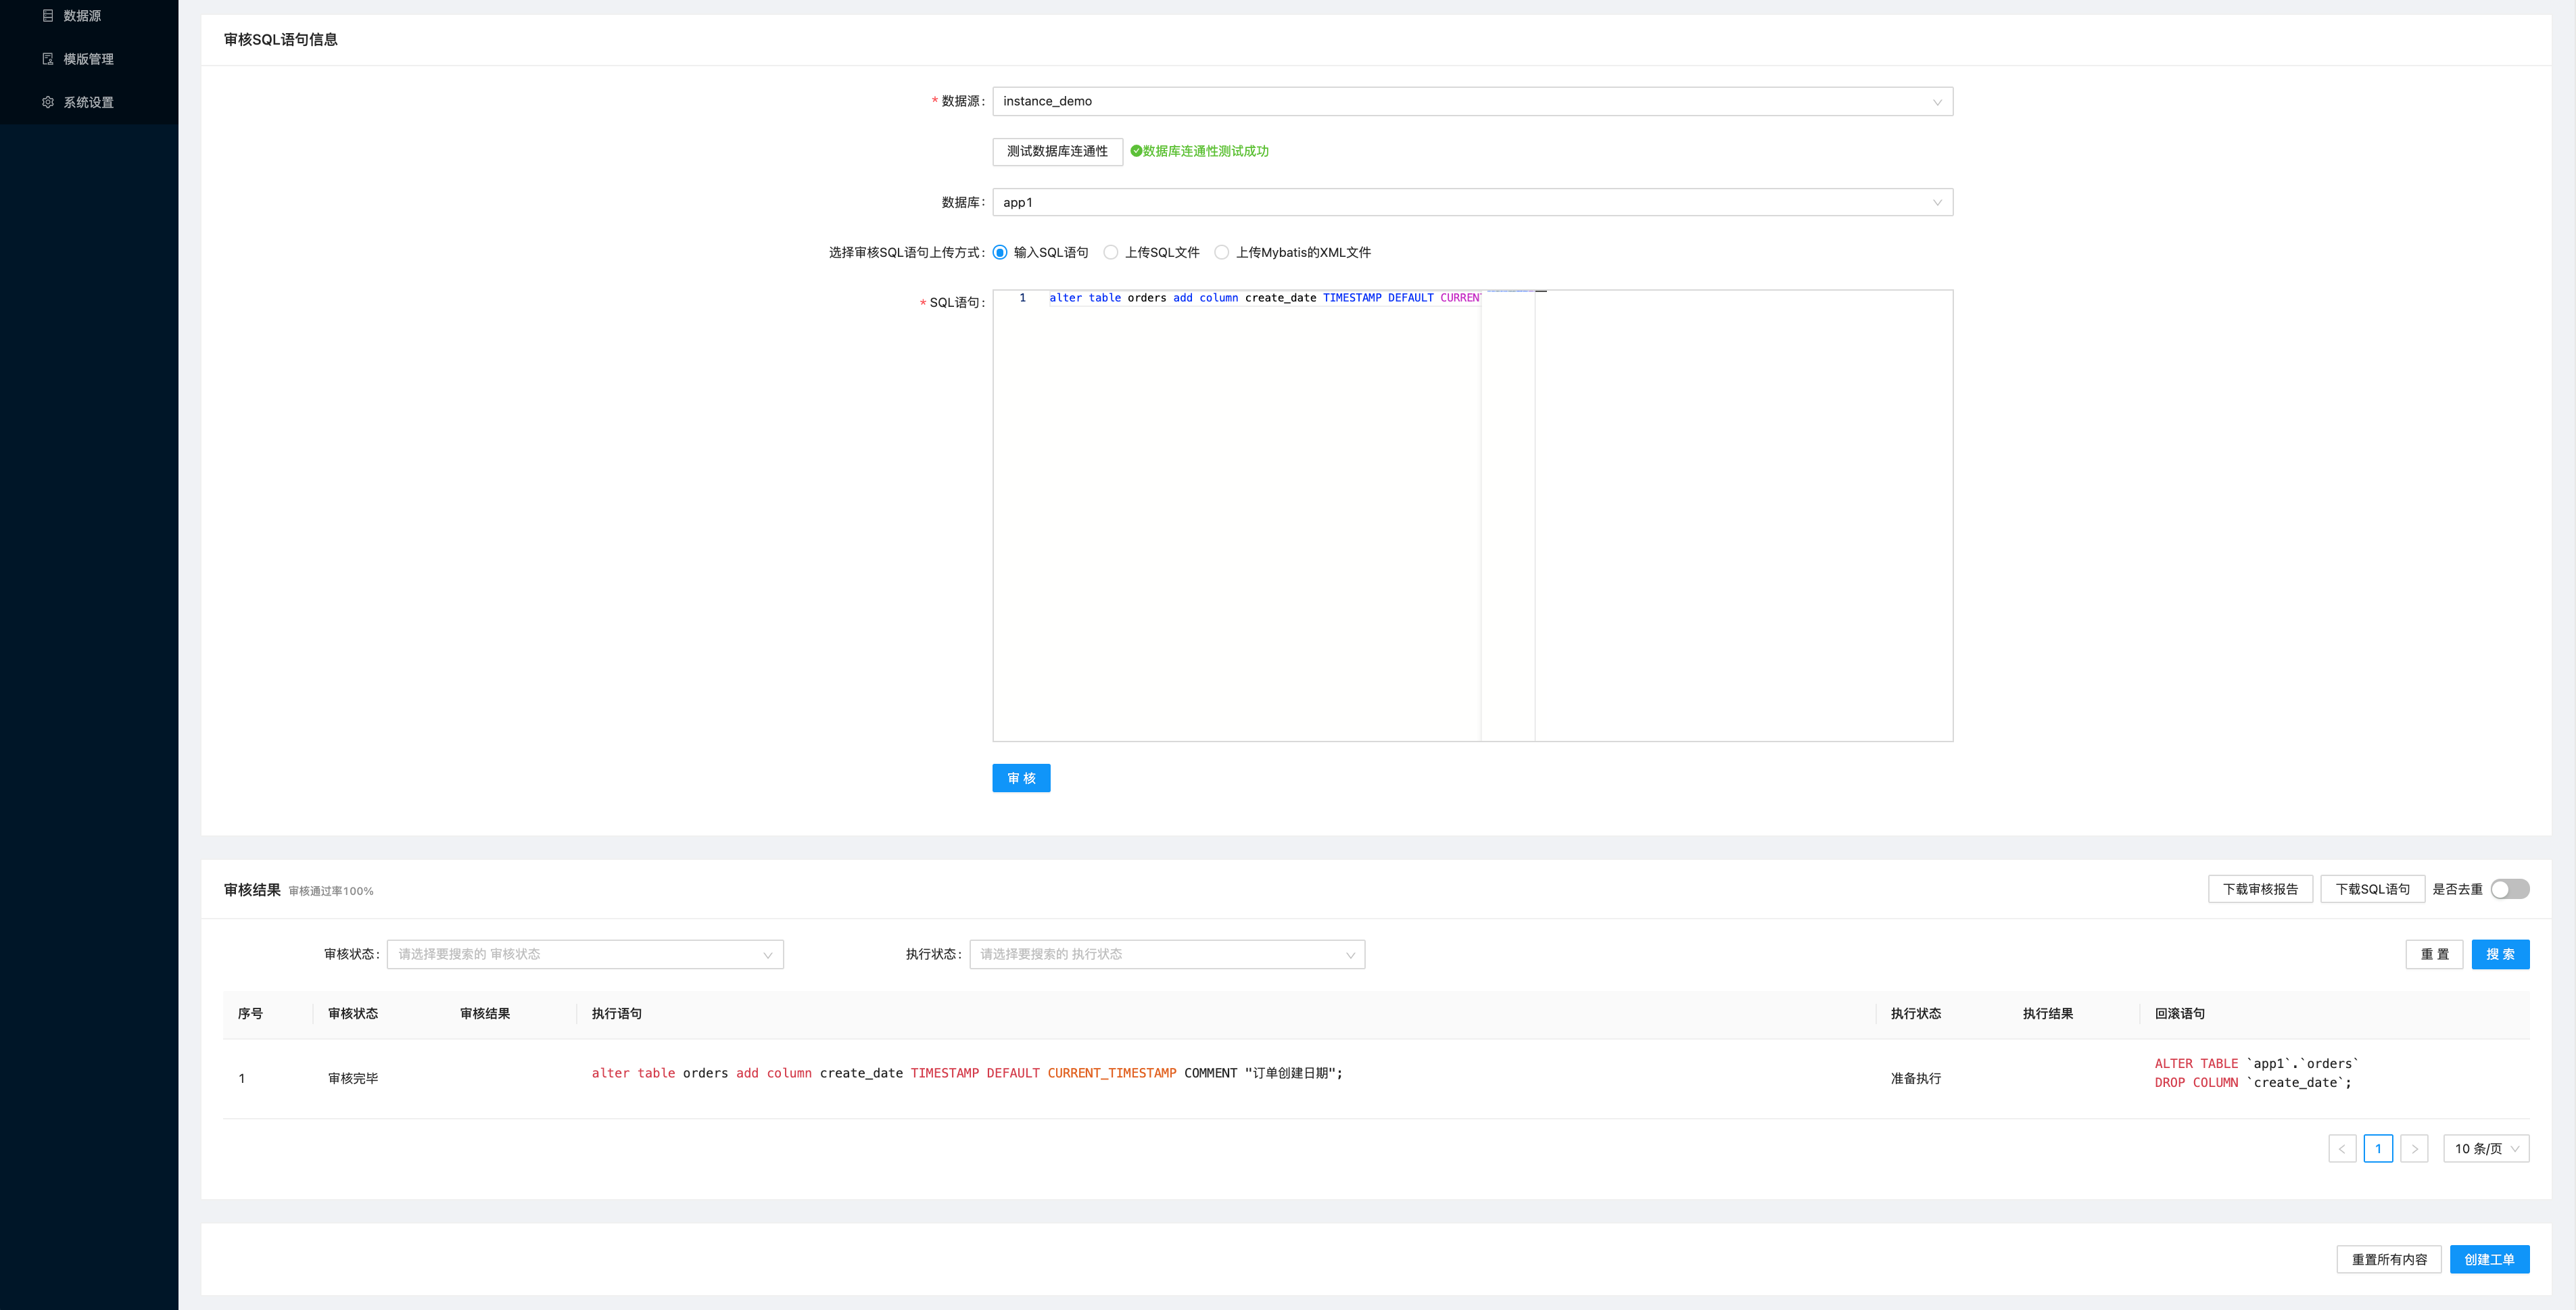 数据源
模版管理
系统设置
审核SQL语句信息
* 数据源: instance_demo
测试数据库连通性 数据库连通性测试成功
数据库: app1
选择审核SQL语句上传方式: 输入SQL语句 上传SQL文件 上传Mybatis的XML文件
* SQL语句: 1 alter table orders add column create_date TIMESTAMP DEFAULT CURREN
审 核
审核结果 审核通过率100% 下载审核报告 下载SQL语句 是否去重
审核状态: 请选择要搜索的 审核状态 执行状态: 请选择要搜索的 执行状态 重 置 搜 索
序号 审核状态 审核结果 执行语句 执行状态 执行结果 回滚语句
1 审核完毕 alter table orders add column create_date TIMESTAMP DEFAULT CURRENT_TIMESTAMP COMMENT "订单创建日期"; 准备执行 ALTER TABLE `app1`.`orders`
DROP COLUMN `create_date`;
1 10 条/页
重置所有内容 创建工单